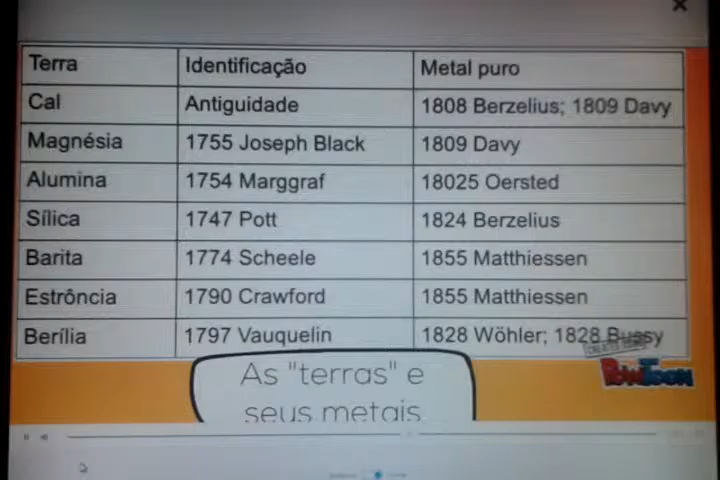 Terra Identificação Metal puro
Cal Antiguidade 1808 Berzelius; 1809 Davy
Magnésia 1755 Joseph Black 1809 Davy
Alumina 1754 Marggraf 18025 Oersted
Sílica 1747 Pott 1824 Berzelius
Barita 1774 Scheele 1855 Matthiessen
Estrôncia 1790 Crawford 1855 Matthiessen
Berília 1797 Vauquelin 1828 Wöhler; 1828 Bussy
As "terras" e
seus metais
POWTOON